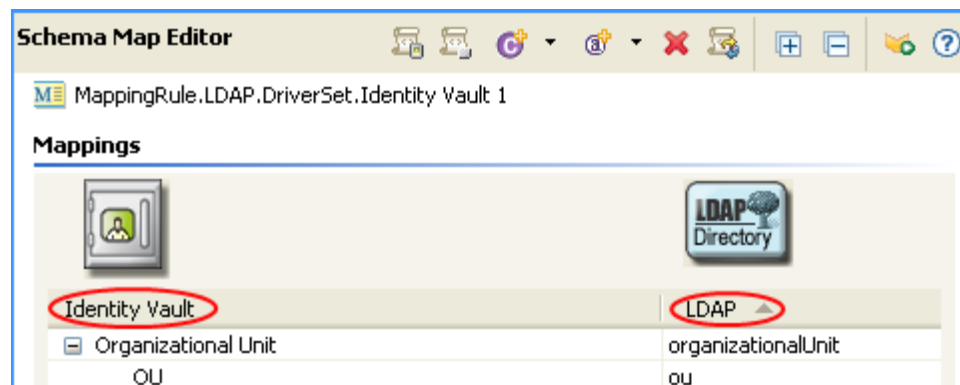 Schema Map Editor
MappingRule.LDAP.DriverSet.Identity Vault 1
Mappings
LDAP
Directory
Identity Vault LDAP
Organizational Unit organizationalUnit
OU ou